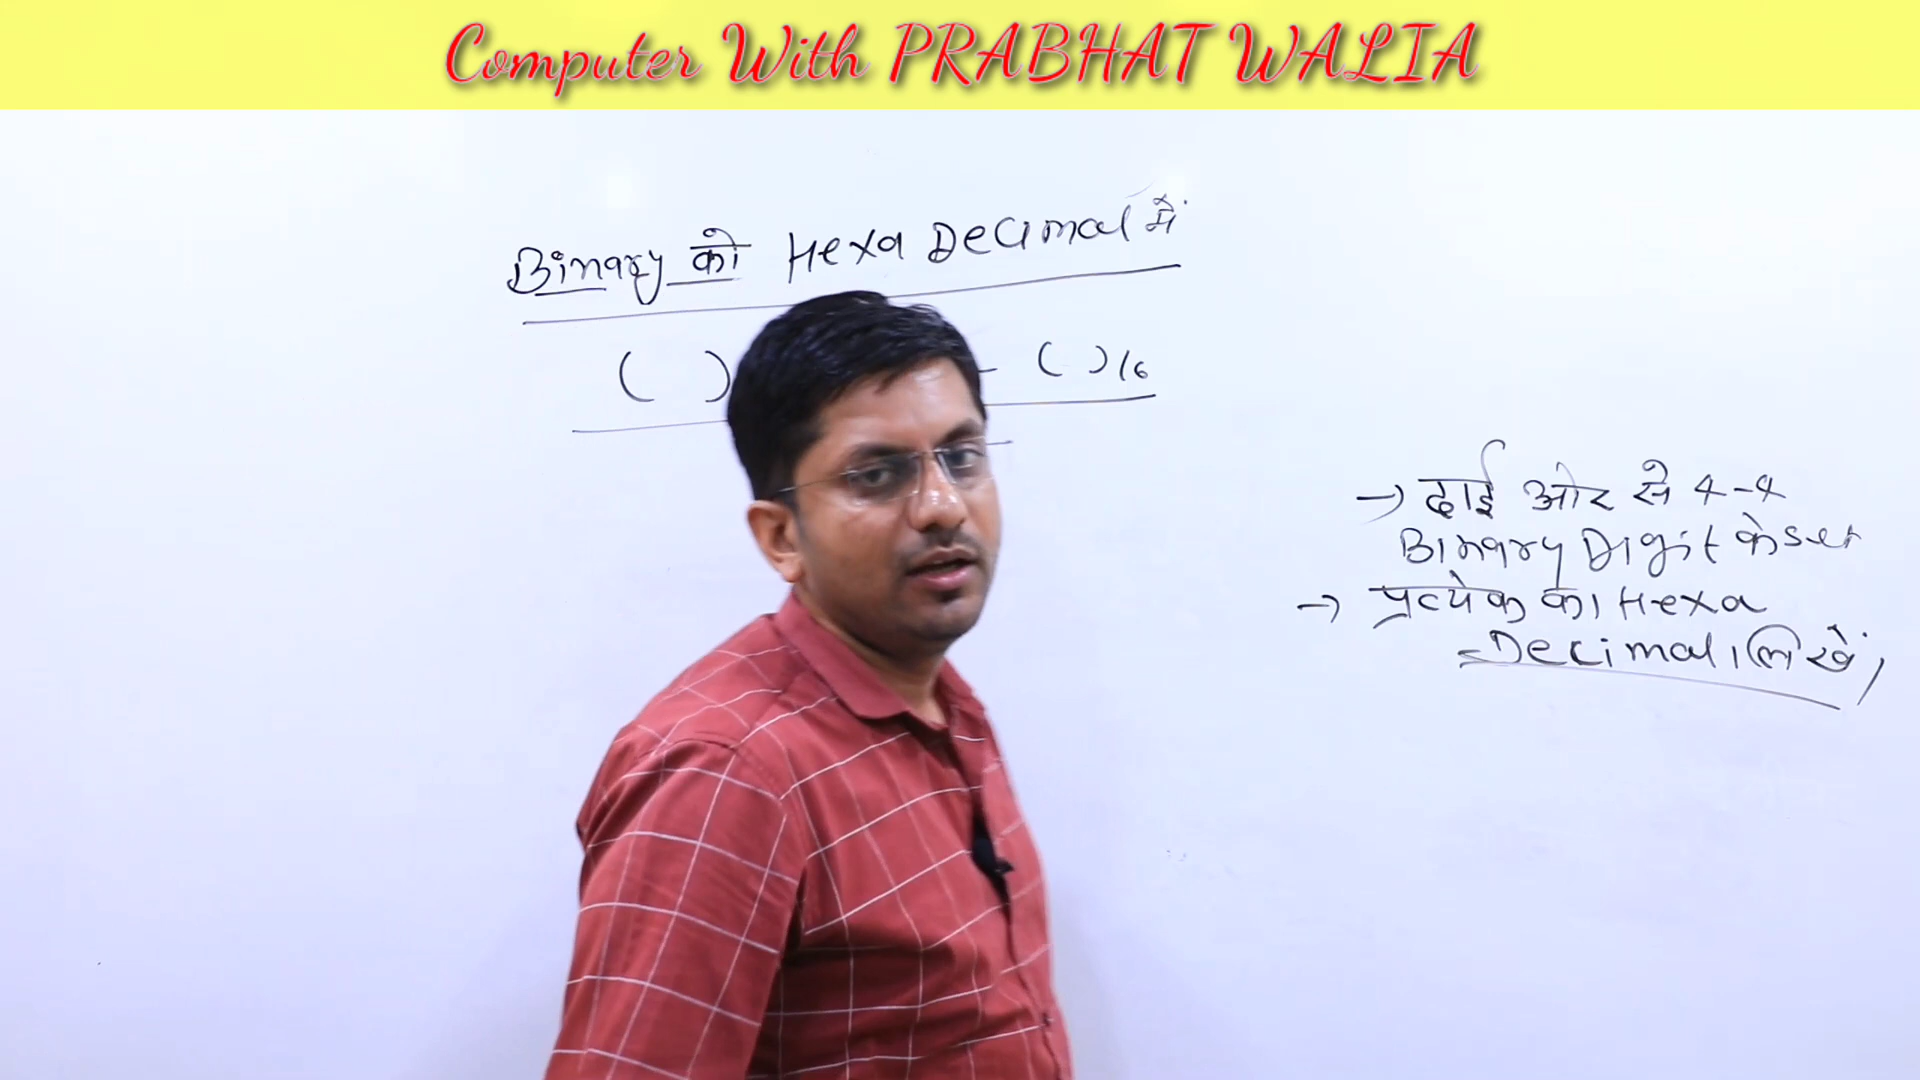 Computer With PRABHAT WALIA
Binary को Hexa Decimal में
( ) - ( )16
→ दाई ओर से 4-4
Binary Digit के set
→ प्रत्येक का Hexa
Decimal लिखें,